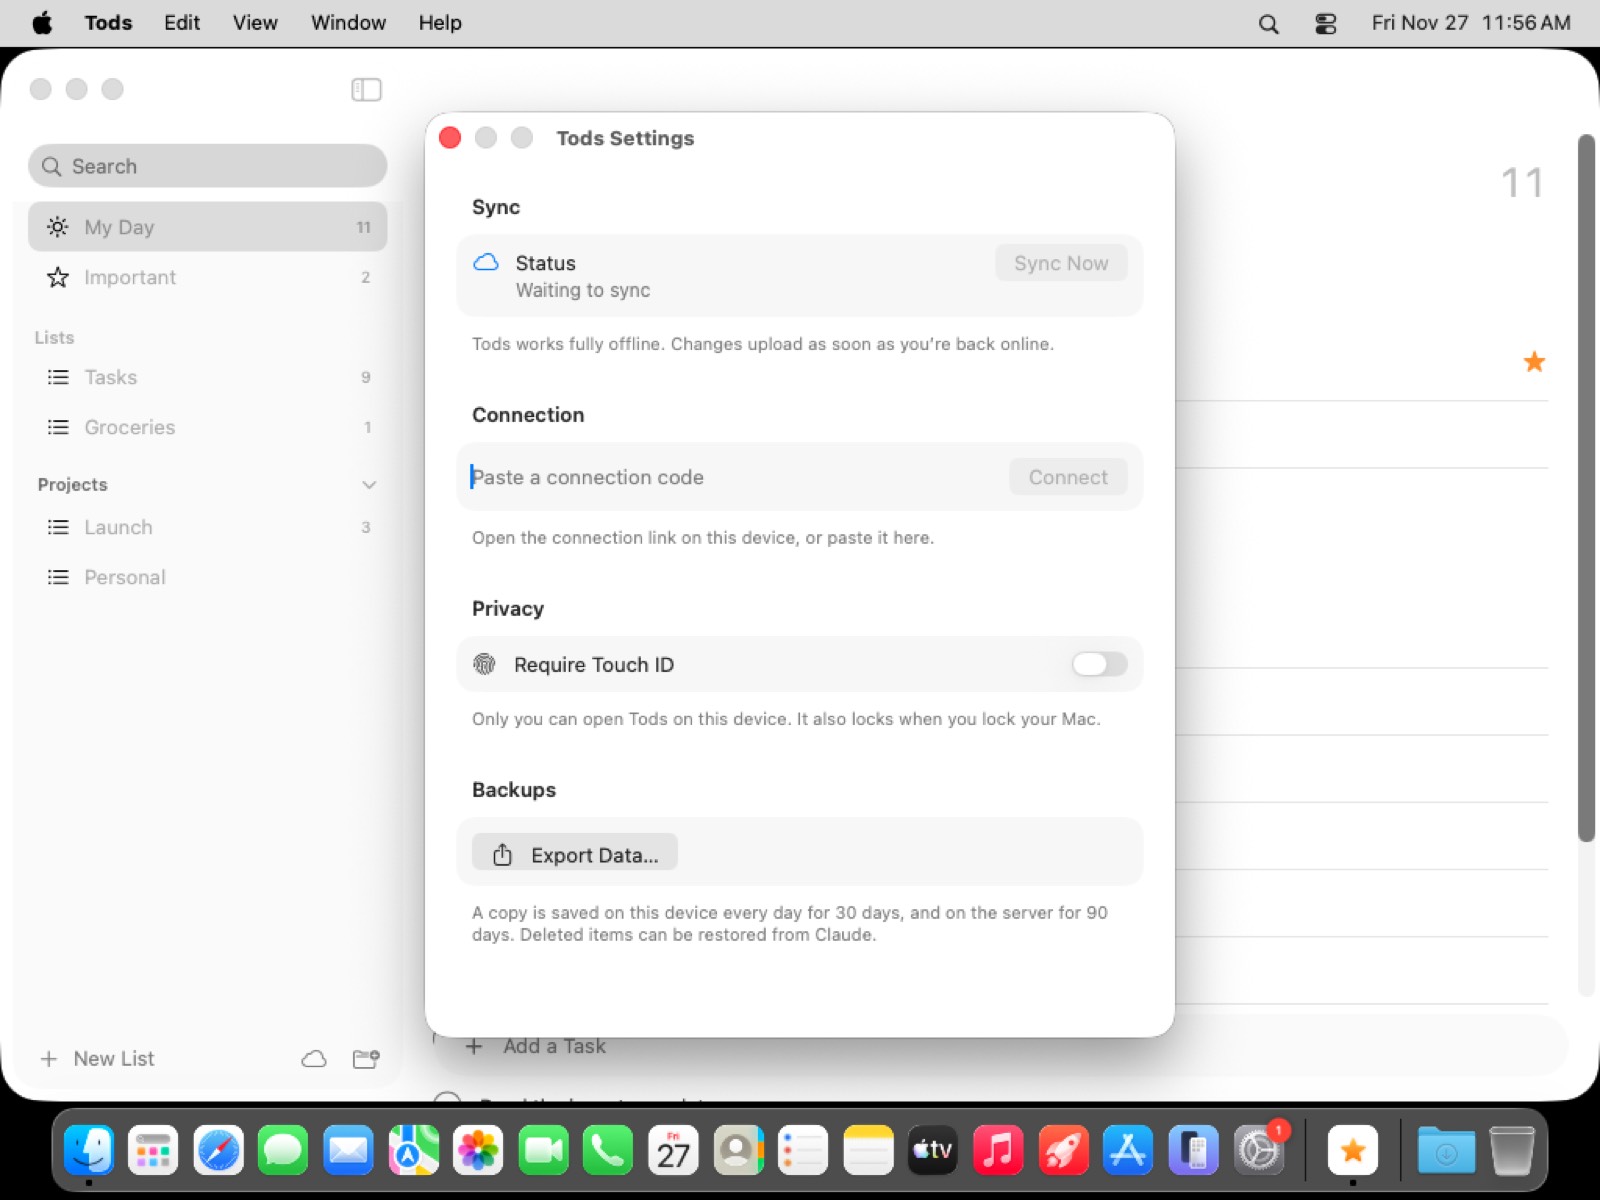 Tods Edit View Window Help Fri Nov 27 11:56 AM
Search
My Day 11
Important 2
Lists
Tasks 9
Groceries 1
Projects
Launch 3
Personal
New List
11
Tods Settings
Sync
Status
Waiting to sync
Sync Now
Tods works fully offline. Changes upload as soon as you’re back online.
Connection
Paste a connection code
Connect
Open the connection link on this device, or paste it here.
Privacy
Require Touch ID
Only you can open Tods on this device. It also locks when you lock your Mac.
Backups
Export Data...
A copy is saved on this device every day for 30 days, and on the server for 90
days. Deleted items can be restored from Claude.
Add a Task
Fri
27
tv
1